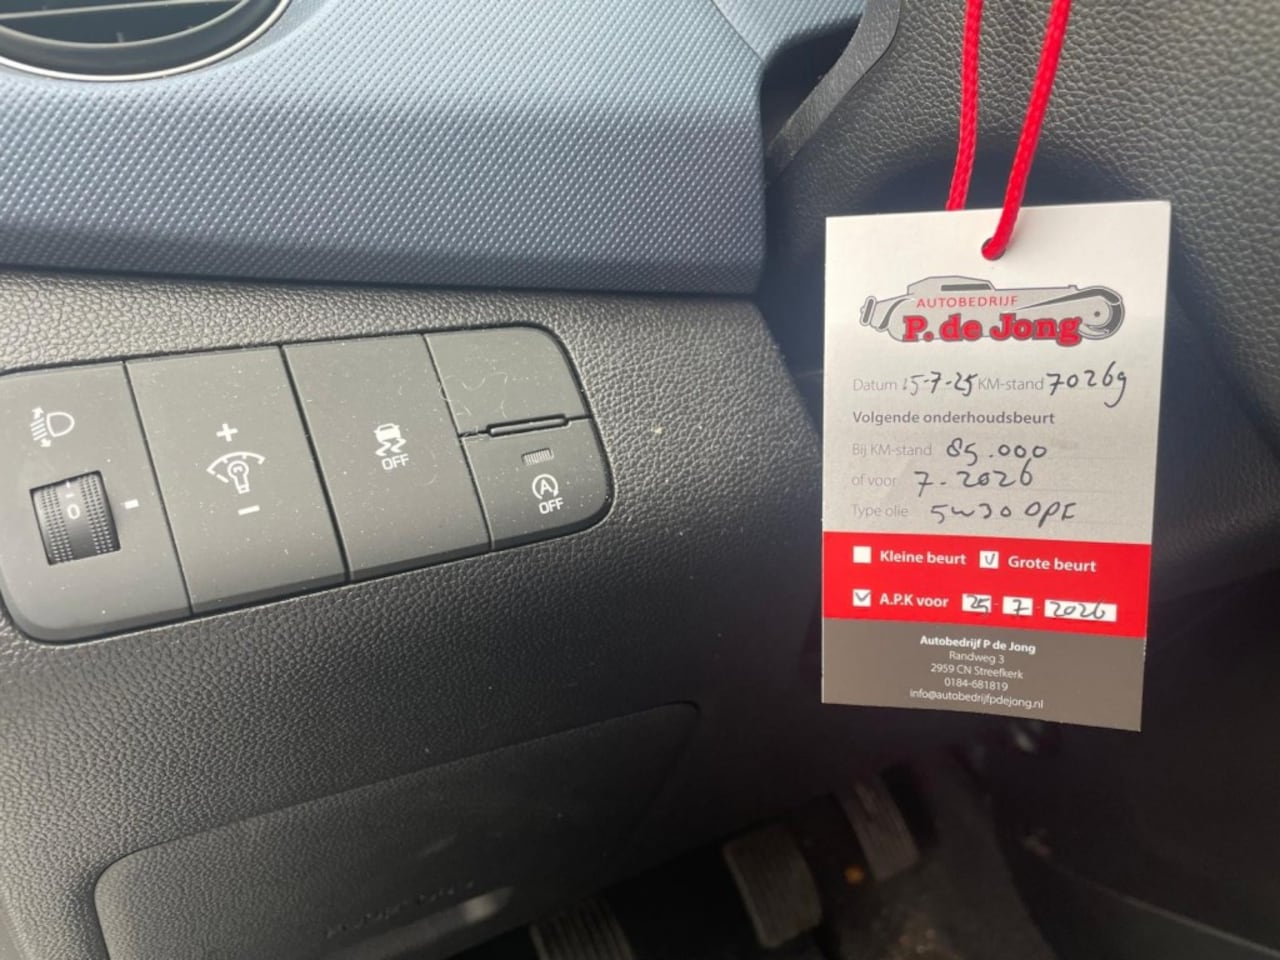 0
+
−
OFF
A
OFF
AUTOBEDRIJF
P. de Jong
Datum 15-7-25 KM-stand 70269
Volgende onderhoudsbeurt
Bij KM-stand 85.000
of voor 7-2026
Type olie 5W30 OPF
Kleine beurt Grote beurt
A.P.K voor 25 - 7 - 2026
Autobedrijf P de Jong
Randweg 3
2959 CN Streefkerk
0184-681819
info@autobedrijfpdejong.nl